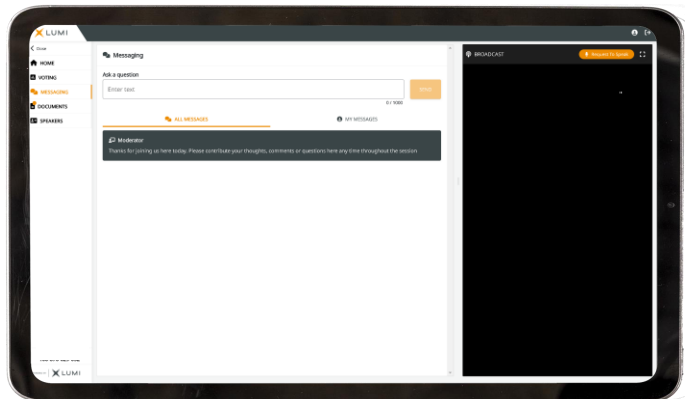 LUMI
Close
HOME
VOTING
MESSAGING
DOCUMENTS
SPEAKERS
Messaging
Ask a question
Enter text
SEND
0 / 1000
ALL MESSAGES
MY MESSAGES
Moderator
Thanks for joining us here today. Please contribute your thoughts, comments or questions here any time throughout the session.
BROADCAST
Request To Speak
LUMI